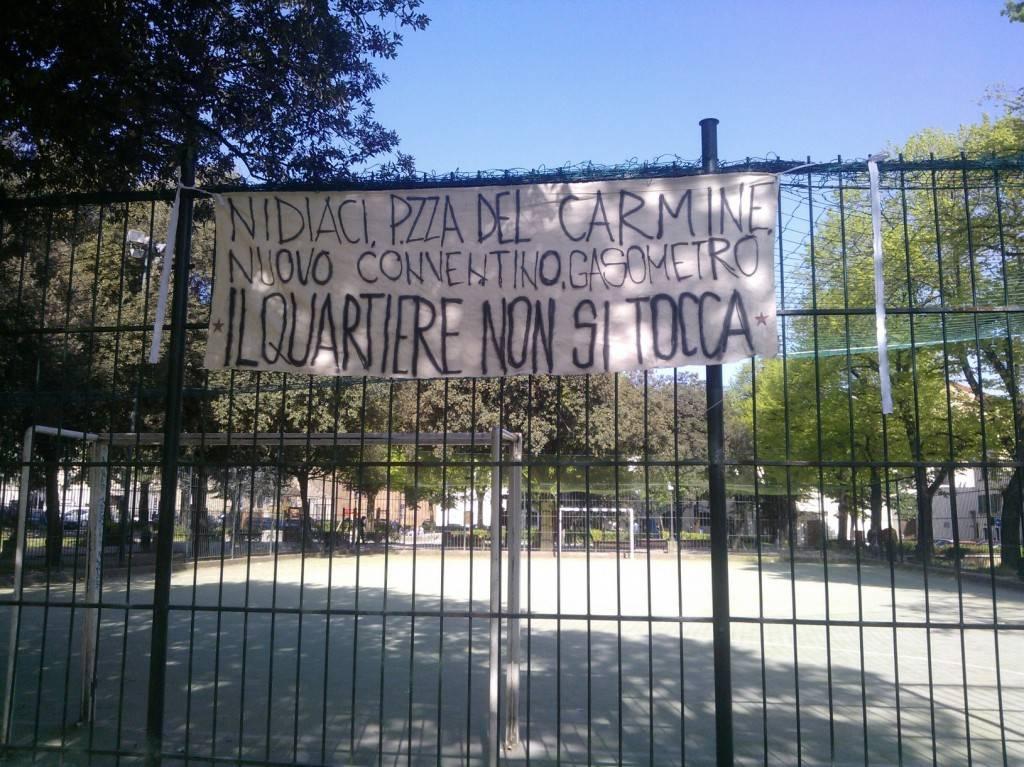 NIDIACI, P.ZZA DEL CARMINE,
NUOVO CONVENTINO, GASOMETRO
IL QUARTIERE NON SI TOCCA